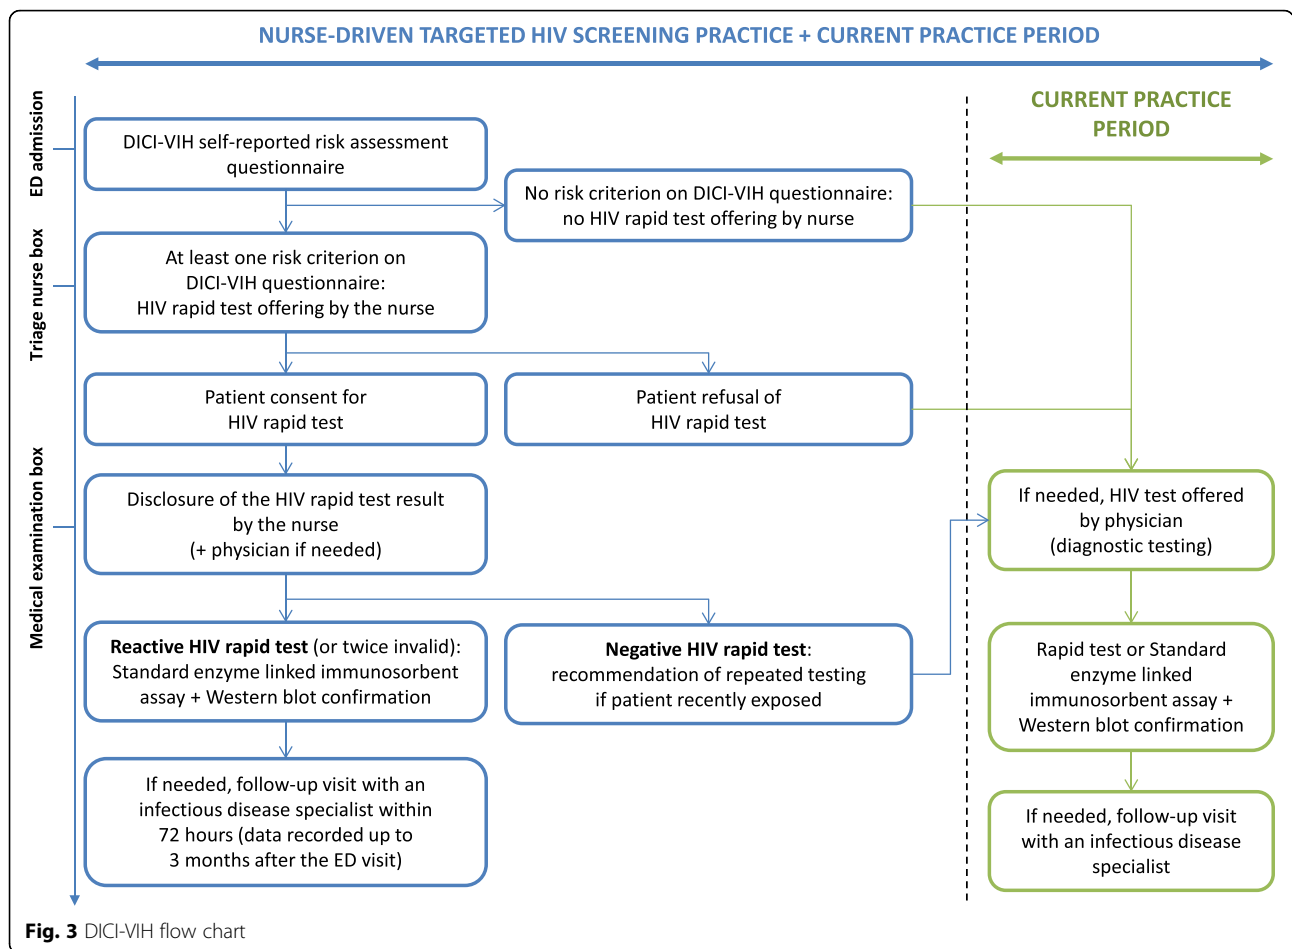 NURSE-DRIVEN TARGETED HIV SCREENING PRACTICE + CURRENT PRACTICE PERIOD
CURRENT PRACTICE
PERIOD
ED admission
Triage nurse box
Medical examination box
DICI-VIH self-reported risk assessment
questionnaire
No risk criterion on DICI-VIH questionnaire:
no HIV rapid test offering by nurse
At least one risk criterion on
DICI-VIH questionnaire:
HIV rapid test offering by the nurse
Patient consent for
HIV rapid test
Patient refusal of
HIV rapid test
Disclosure of the HIV rapid test result
by the nurse
(+ physician if needed)
If needed, HIV test offered
by physician
(diagnostic testing)
Reactive HIV rapid test (or twice invalid):
Standard enzyme linked immunosorbent
assay + Western blot confirmation
Negative HIV rapid test:
recommendation of repeated testing
if patient recently exposed
Rapid test or Standard
enzyme linked
immunosorbent assay +
Western blot confirmation
If needed, follow-up visit with an
infectious disease specialist within
72 hours (data recorded up to
3 months after the ED visit)
If needed, follow-up visit
with an infectious disease
specialist
Fig. 3 DICI-VIH flow chart